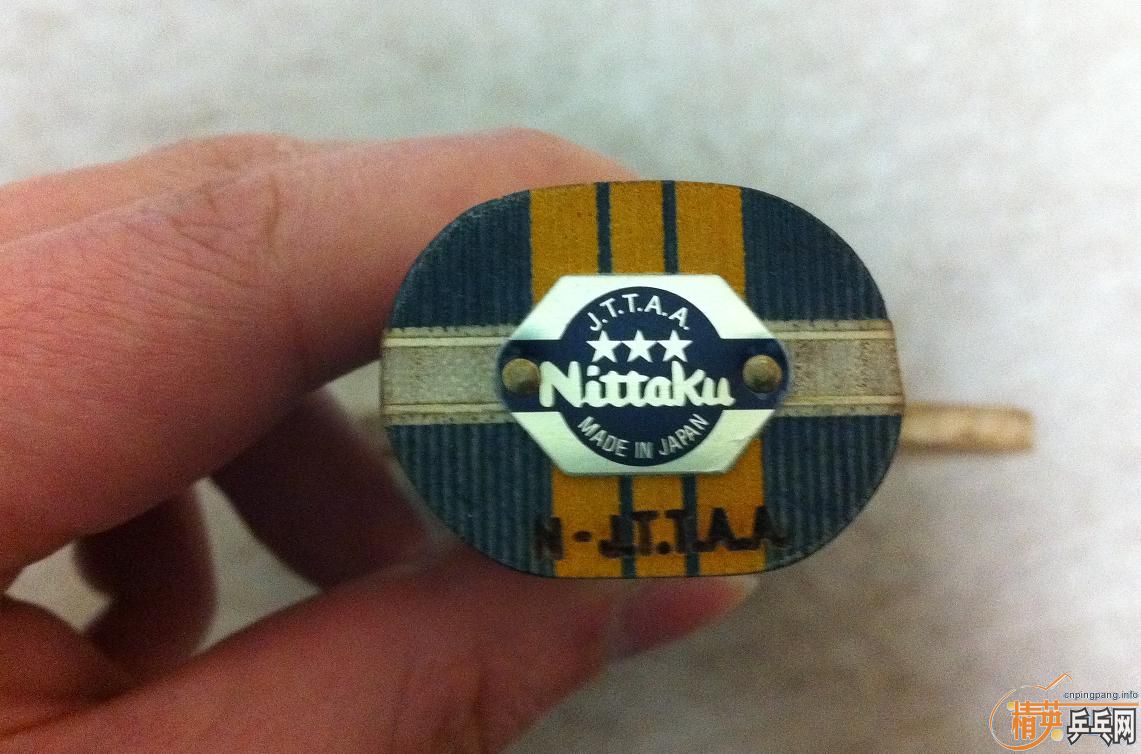 J.T.T.A.A.
★★★
Nittaku
MADE IN JAPAN
N-J.T.T.A.A
cnpingpang.info
精英乒乓网